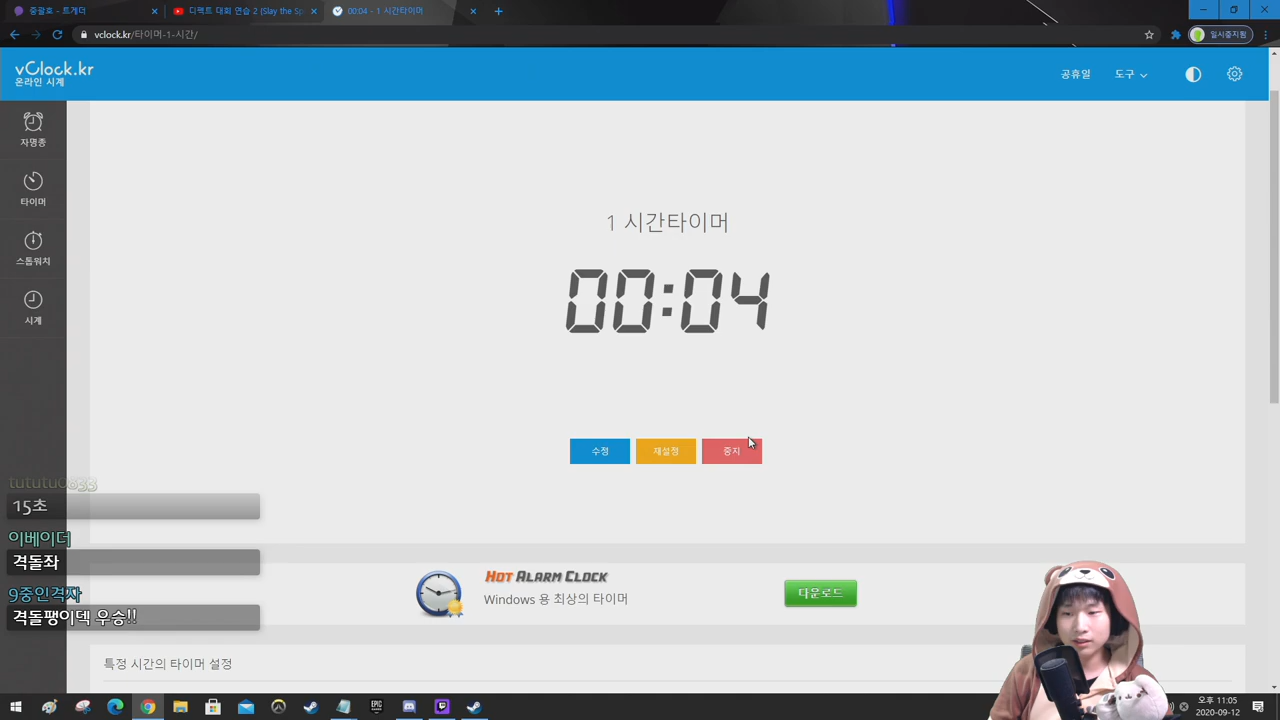 중괄호 - 트게더
디펙트 대회 연습 2 (Slay the Sp
00:04 - 1 시간타이머
vclock.kr/타이머-1-시간/
일시중지됨
vClock.kr
온라인 시계
공휴일
도구
자명종
타이머
스톱워치
시계
1 시간타이머
00:04
수정
재설정
중지
tututu0833
15초
이베이더
격돌좌
9중인격자
격돌팽이덱 우승!!
HOT ALARM CLOCK
Windows 용 최상의 타이머
다운로드
특정 시간의 타이머 설정
EPIC
오후 11:05
2020-09-12